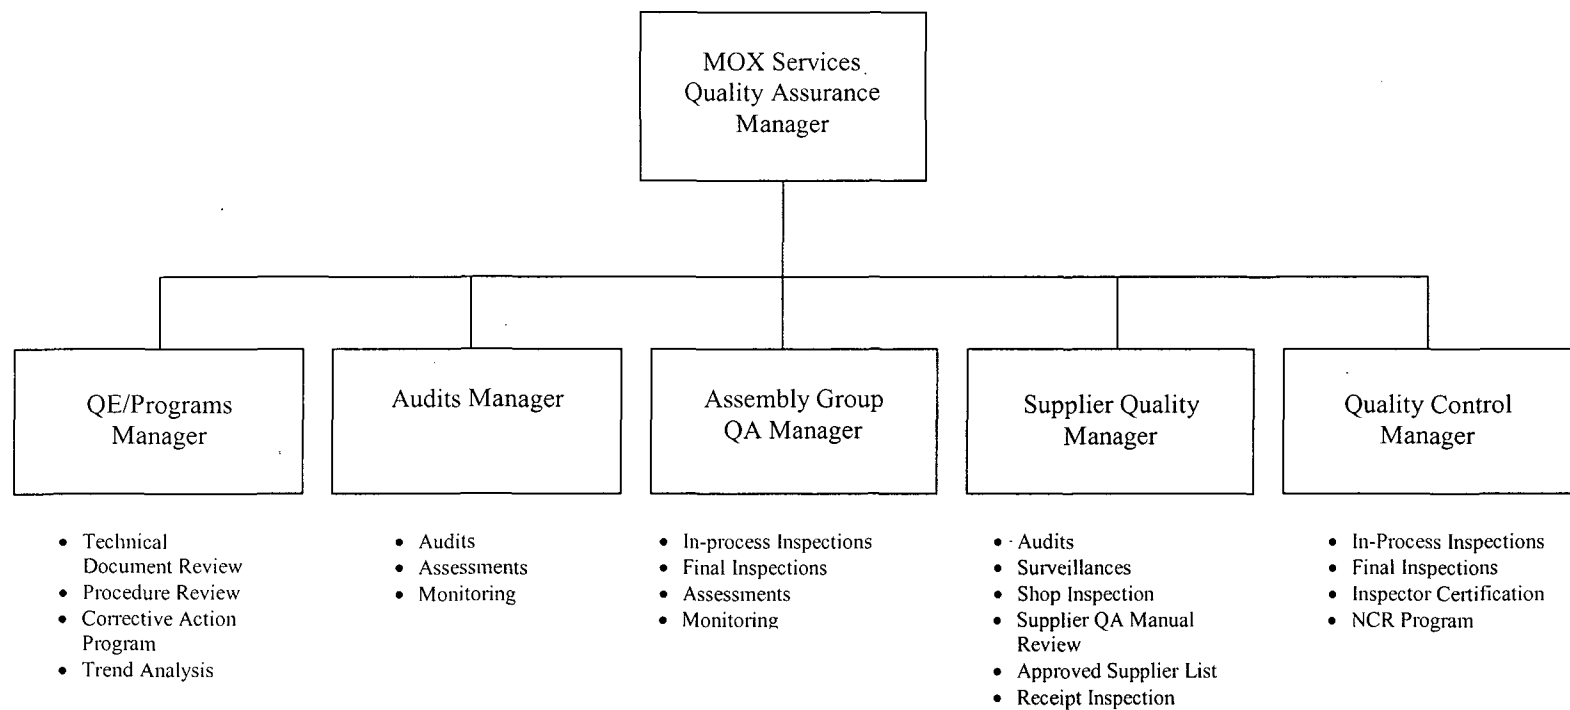 MOX Services
Quality Assurance
Manager
QE/Programs
Manager
Audits Manager
Assembly Group
QA Manager
Supplier Quality
Manager
Quality Control
Manager
• Technical
Document Review
• Procedure Review
• Corrective Action
Program
• Trend Analysis
• Audits
• Assessments
• Monitoring
• In-process Inspections
• Final Inspections
• Assessments
• Monitoring
• Audits
• Surveillances
• Shop Inspection
• Supplier QA Manual
Review
• Approved Supplier List
• Receipt Inspection
• In-Process Inspections
• Final Inspections
• Inspector Certification
• NCR Program